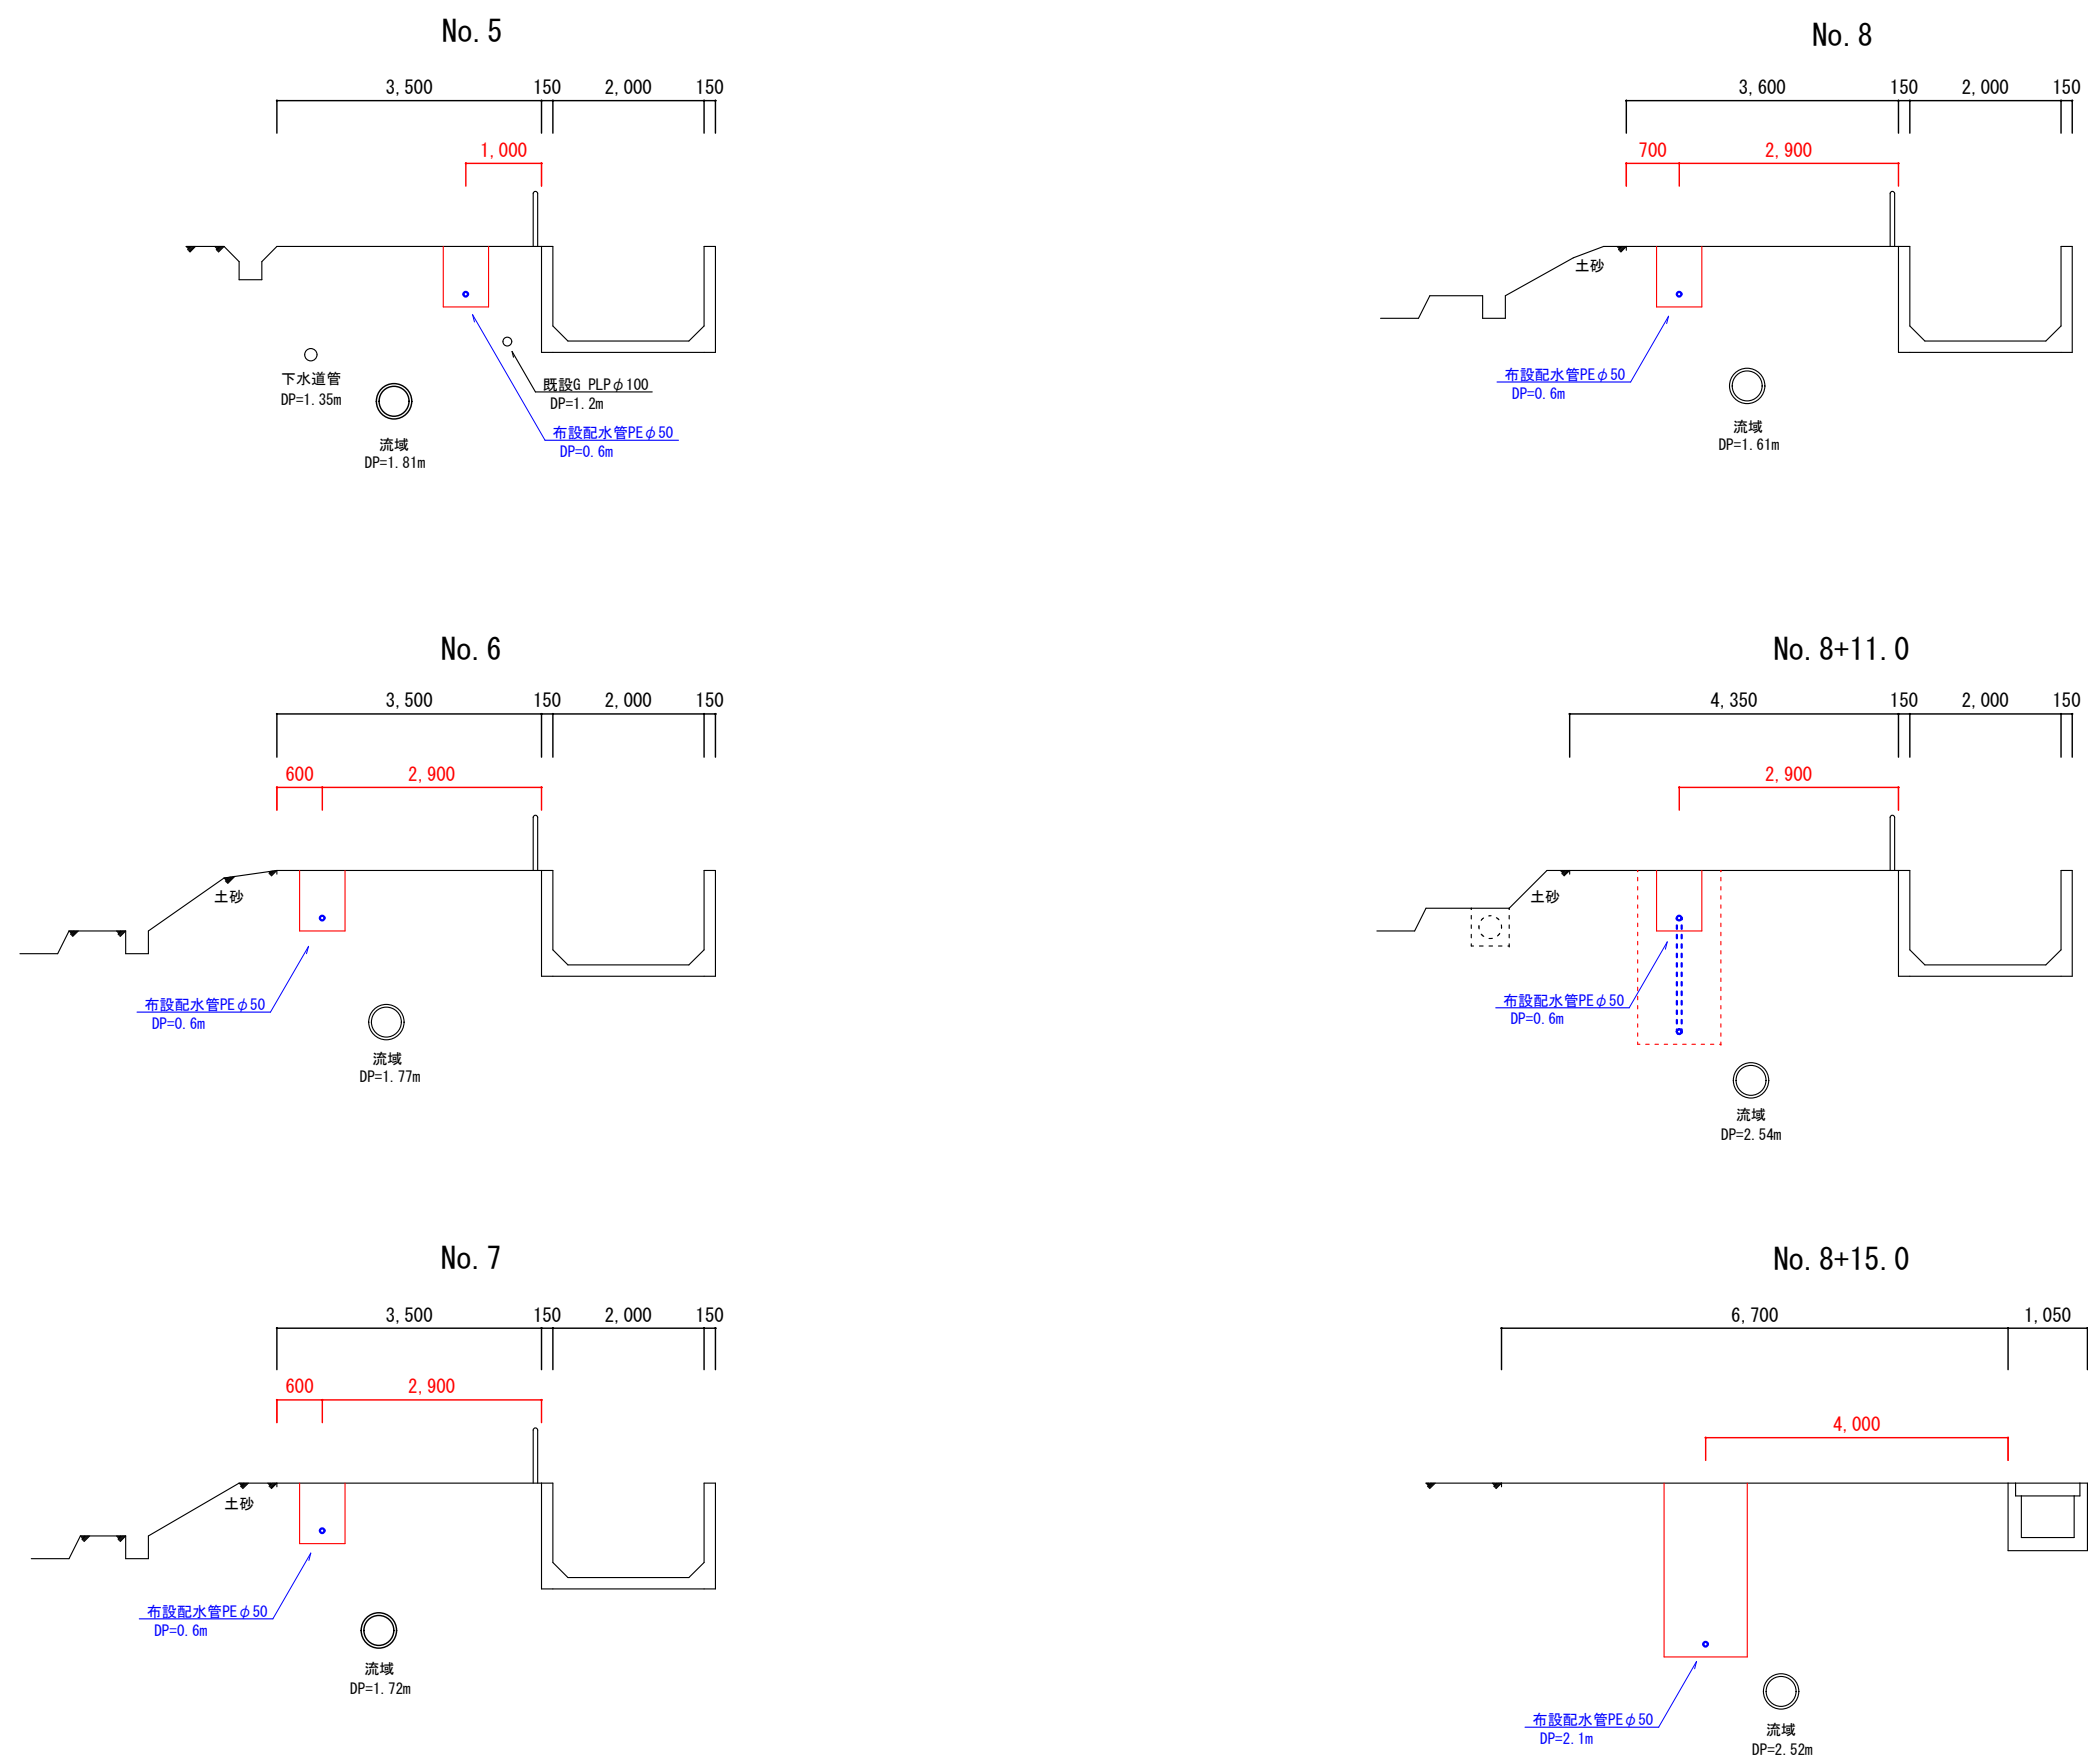 No. 5
3,500 150 2,000 150
1,000
下水道管
DP=1.35m
流域
DP=1.81m
既設G PLPφ100
DP=1.2m
布設配水管PEφ50
DP=0.6m
No. 6
3,500 150 2,000 150
600 2,900
土砂
布設配水管PEφ50
DP=0.6m
流域
DP=1.77m
No. 7
3,500 150 2,000 150
600 2,900
土砂
布設配水管PEφ50
DP=0.6m
流域
DP=1.72m
No. 8
3,600 150 2,000 150
700 2,900
土砂
布設配水管PEφ50
DP=0.6m
流域
DP=1.61m
No. 8+11.0
4,350 150 2,000 150
2,900
土砂
布設配水管PEφ50
DP=0.6m
流域
DP=2.54m
No. 8+15.0
6,700 1,050
4,000
布設配水管PEφ50
DP=2.1m
流域
DP=2.52m